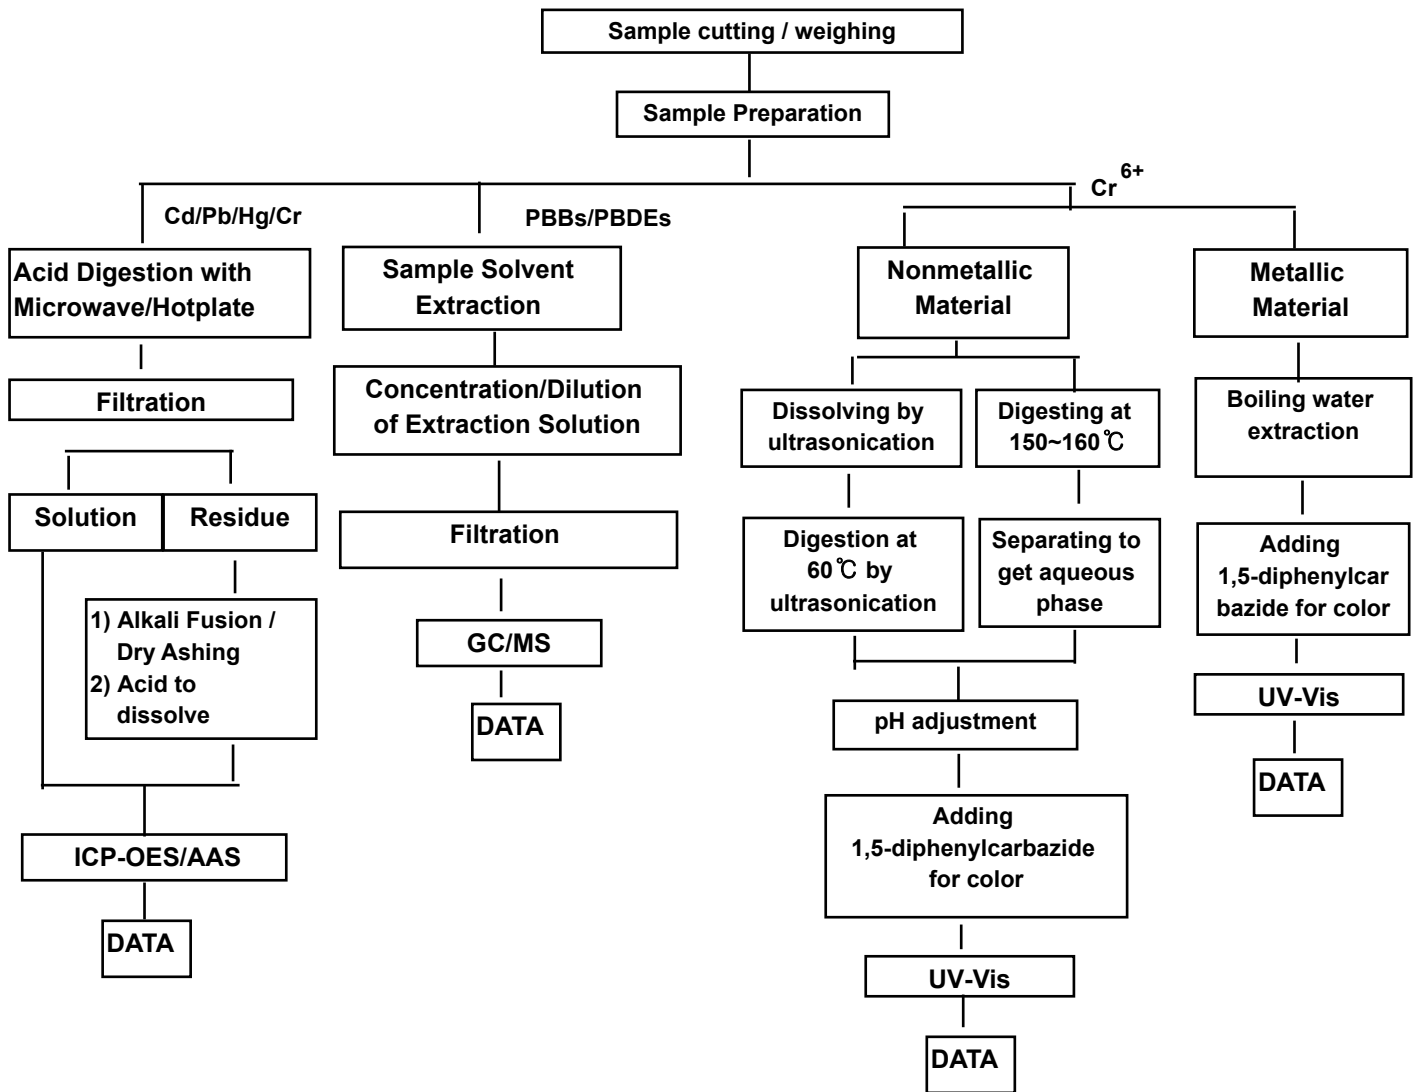 Sample cutting / weighing
Sample Preparation
Cr 6+
Cd/Pb/Hg/Cr
PBBs/PBDEs
Acid Digestion with
Microwave/Hotplate
Filtration
Solution
Residue
1) Alkali Fusion /
Dry Ashing
2) Acid to
dissolve
ICP-OES/AAS
DATA
Sample Solvent
Extraction
Concentration/Dilution
of Extraction Solution
Filtration
GC/MS
DATA
Nonmetallic
Material
Dissolving by
ultrasonication
Digestion at
60℃ by
ultrasonication
Digesting at
150~160℃
Separating to
get aqueous
phase
pH adjustment
Adding
1,5-diphenylcarbazide
for color
UV-Vis
DATA
Metallic
Material
Boiling water
extraction
Adding
1,5-diphenylcar
bazide for color
UV-Vis
DATA